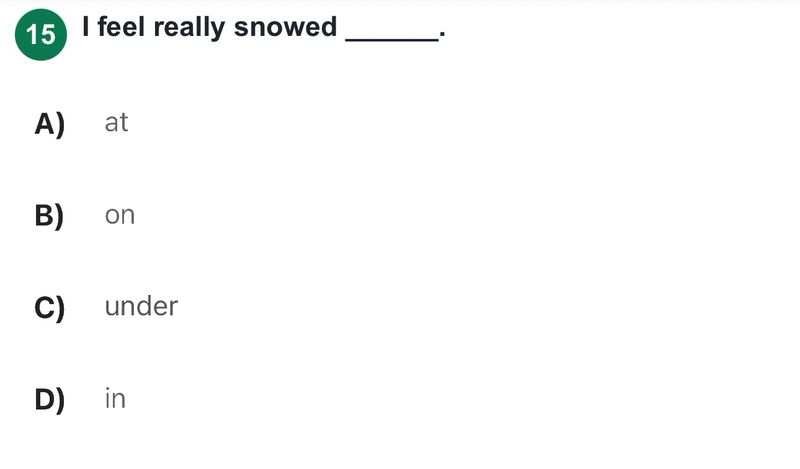 15 I feel really snowed ______.
A) at
B) on
C) under
D) in